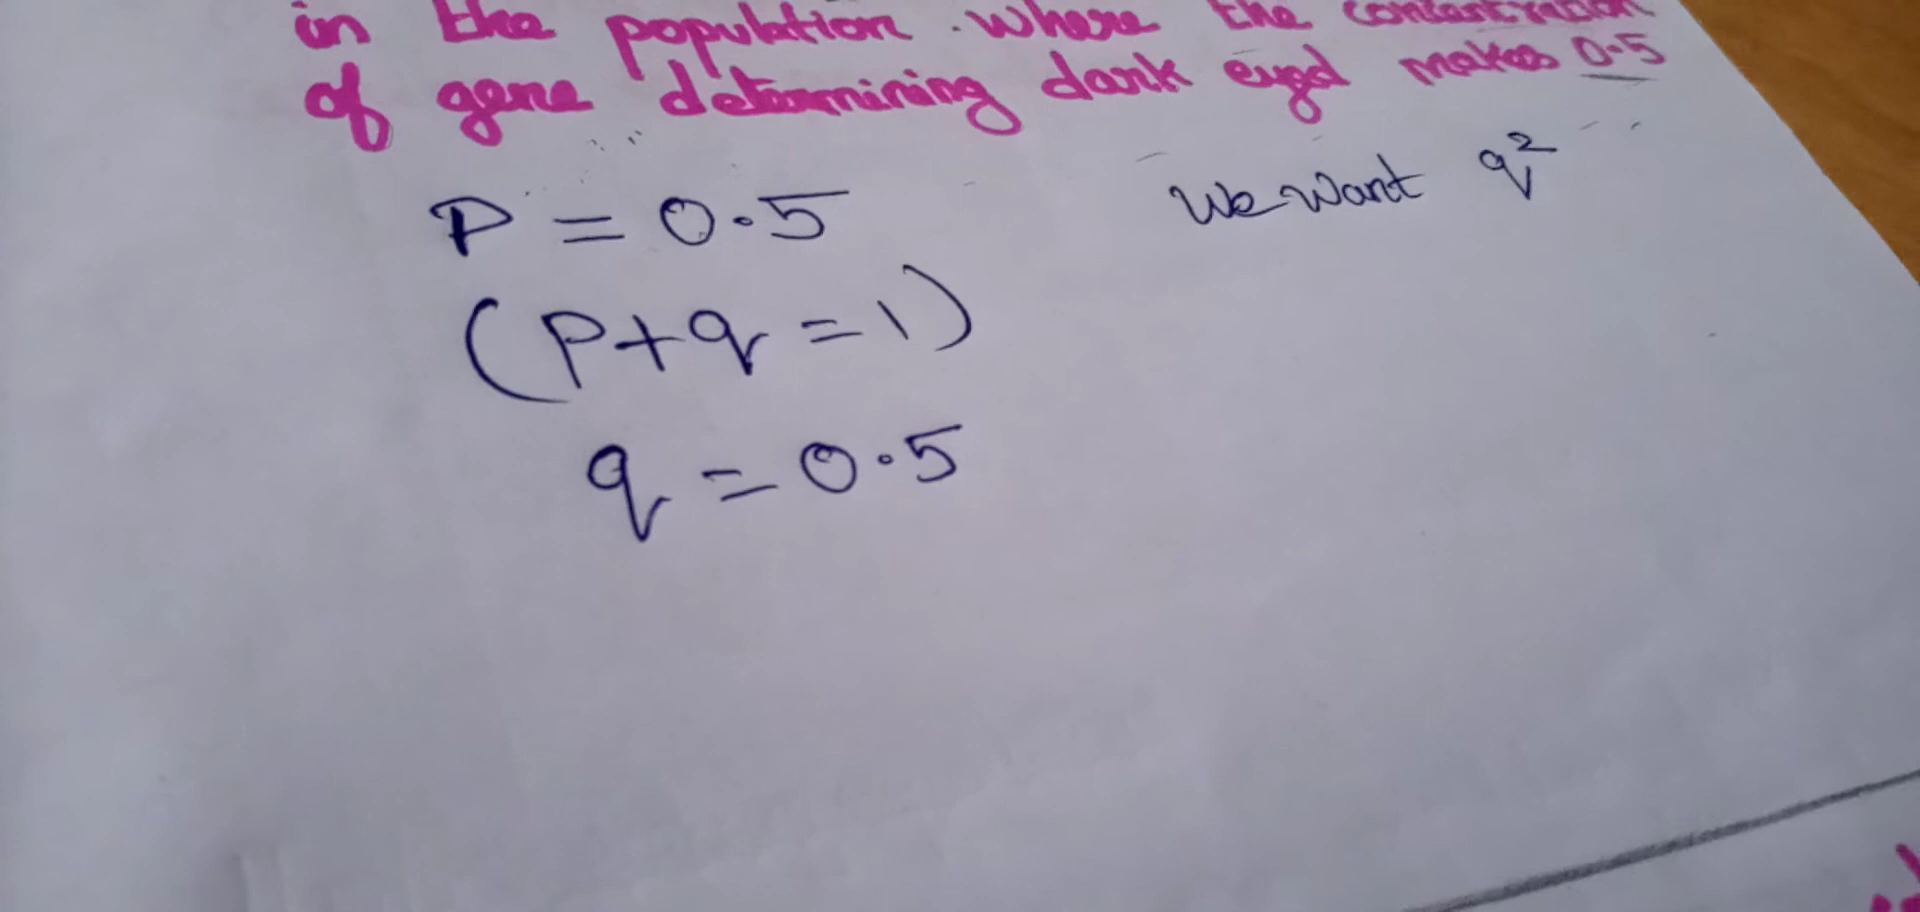 in the population. where the concentration
of gene determining dark eyed makes 0.5
P = 0.5
We Want q²
(P+q=1)
q = 0.5